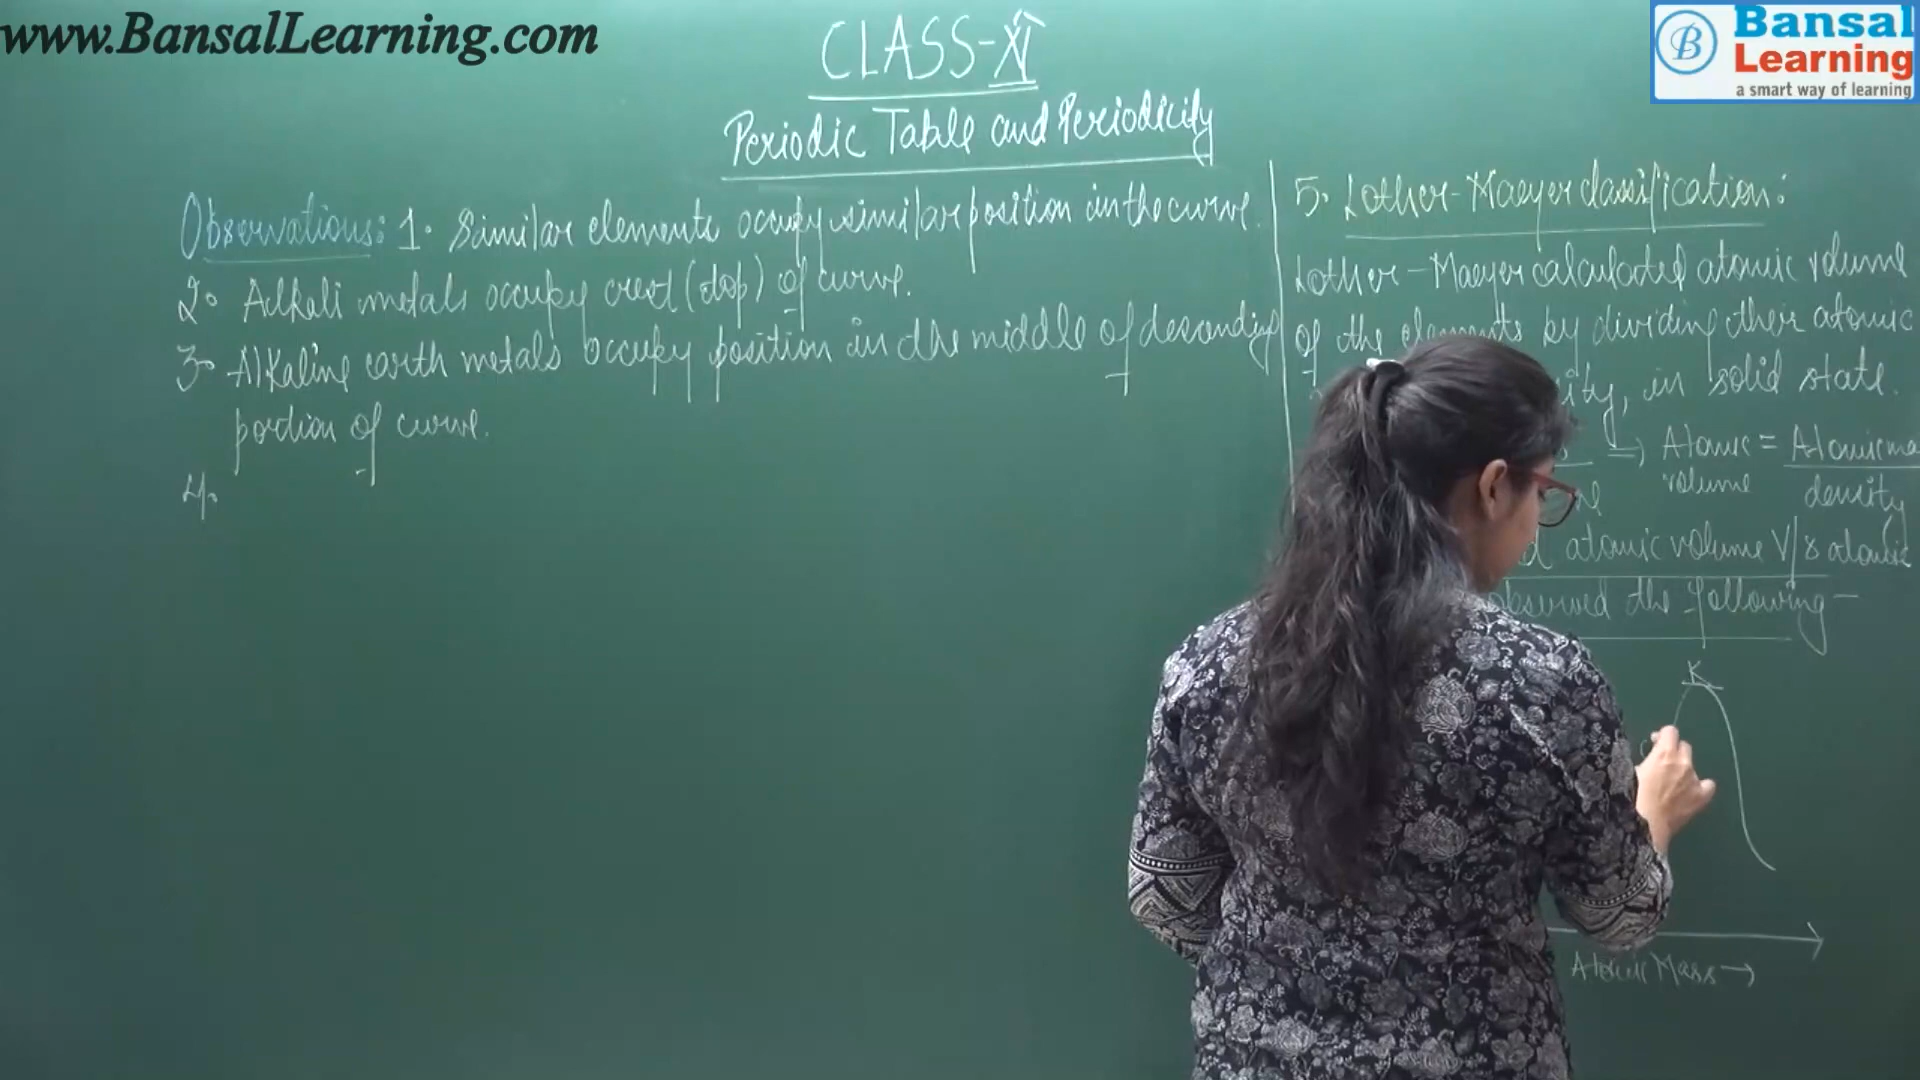 www.BansalLearning.com
Bansal
Learning
a smart way of learning
CLASS-XI
Periodic Table and Periodicity
Observations: 1. Similar elements occupy similar position in the curve.
2. Alkali metals occupy crest (top) of curve.
3. Alkaline earth metals occupy position in the middle of descending
portion of curve.
4.
5. Lother-Maeyer classification:
Lother-Maeyer calculated atomic volume
of the elements by dividing their atomic
ity, in solid state.
⇒ Atomic volume = Atomic ma
density
d atomic volume V/s atomic
observed the following -
K
Atomic Mass →